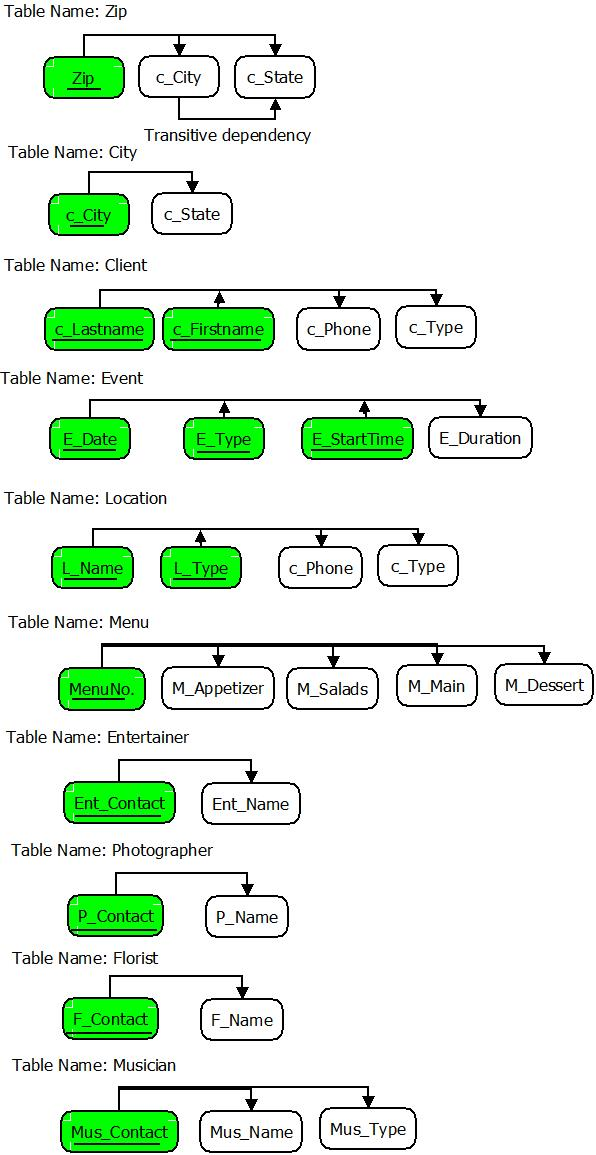 Table Name: Zip
Zip c_City c_State
Transitive dependency
Table Name: City
c_City c_State
Table Name: Client
c_Lastname c_Firstname c_Phone c_Type
Table Name: Event
E_Date E_Type E_StartTime E_Duration
Table Name: Location
L_Name L_Type c_Phone c_Type
Table Name: Menu
MenuNo. M_Appetizer M_Salads M_Main M_Dessert
Table Name: Entertainer
Ent_Contact Ent_Name
Table Name: Photographer
P_Contact P_Name
Table Name: Florist
F_Contact F_Name
Table Name: Musician
Mus_Contact Mus_Name Mus_Type